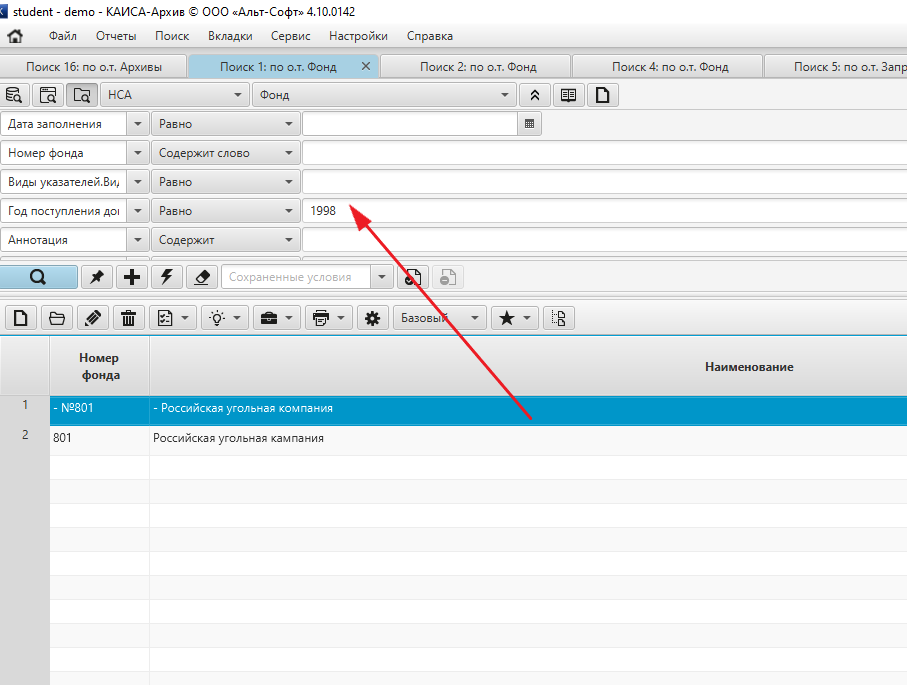 student - demo - КАИСА-Архив © ООО «Альт-Софт» 4.10.0142
Файл Отчеты Поиск Вкладки Сервис Настройки Справка
Поиск 16: по о.т. Архивы Поиск 1: по о.т. Фонд Поиск 2: по о.т. Фонд Поиск 4: по о.т. Фонд Поиск 5: по о.т. Запр
НСА Фонд
Дата заполнения Равно
Номер фонда Содержит слово
Виды указателей.Ви Равно
Год поступления до Равно 1998
Аннотация Содержит
Сохраненные условия
Базовый
Номер фонда Наименование
1 - №801 - Российская угольная компания
2 801 Российская угольная кампания